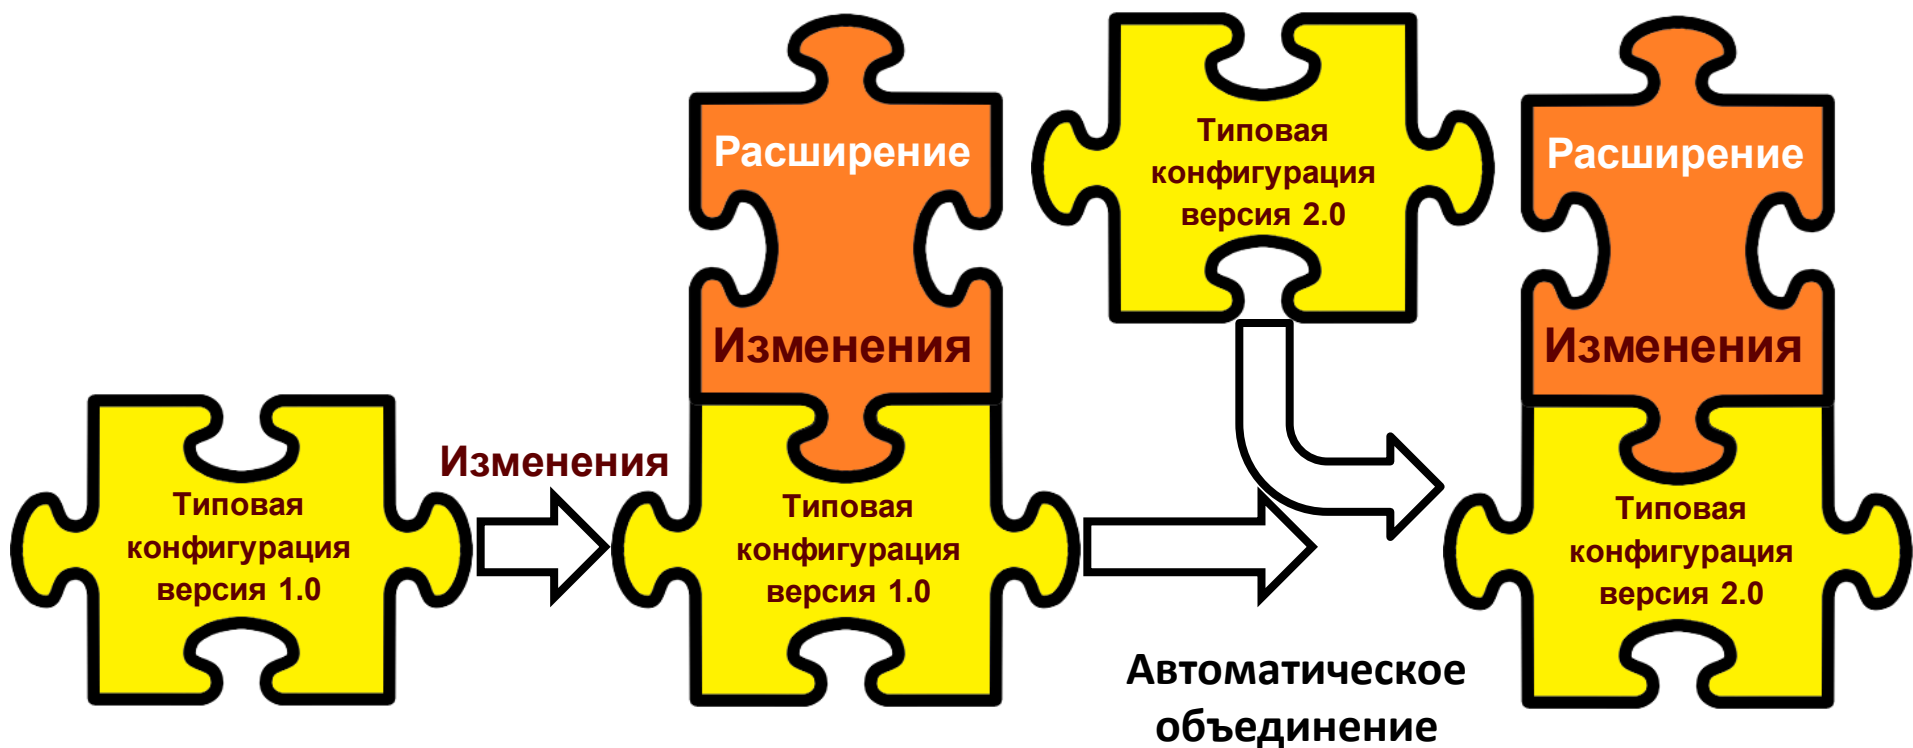 Типовая
конфигурация
версия 1.0
Изменения
Расширение
Изменения
Типовая
конфигурация
версия 1.0
Типовая
конфигурация
версия 2.0
Автоматическое
объединение
Расширение
Изменения
Типовая
конфигурация
версия 2.0